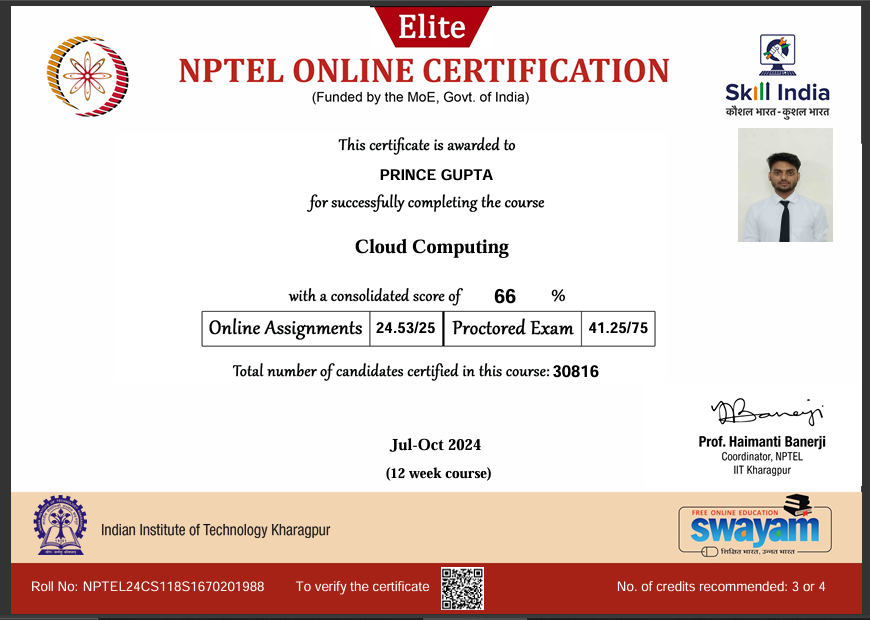 Elite
NPTEL ONLINE CERTIFICATION
(Funded by the MoE, Govt. of India)
Skill India
कौशल भारत - कुशल भारत
This certificate is awarded to
PRINCE GUPTA
for successfully completing the course
Cloud Computing
with a consolidated score of 66 %
Online Assignments 24.53/25 Proctored Exam 41.25/75
Total number of candidates certified in this course: 30816
Jul-Oct 2024
(12 week course)
Prof. Haimanti Banerji
Coordinator, NPTEL
IIT Kharagpur
Indian Institute of Technology Kharagpur
FREE ONLINE EDUCATION
swayam
शिक्षित भारत, उन्नत भारत
Roll No: NPTEL24CS118S1670201988 To verify the certificate No. of credits recommended: 3 or 4